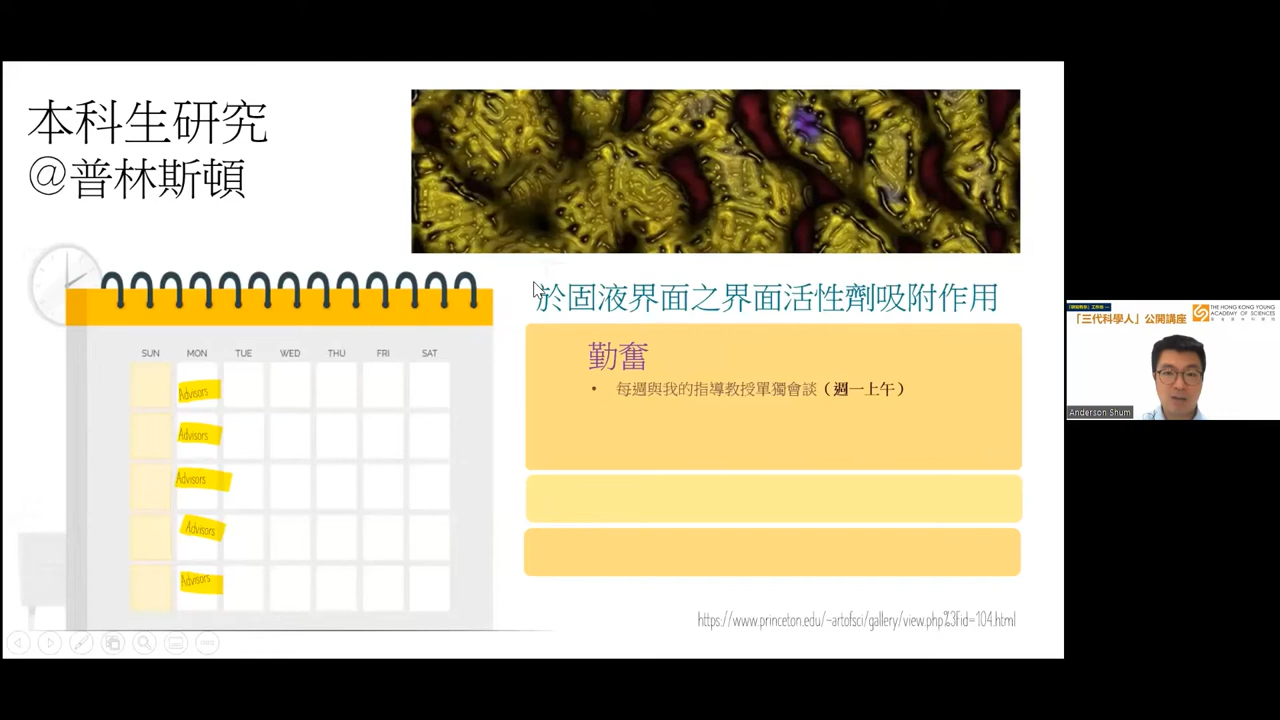 本科生研究
@普林斯頓
於固液界面之界面活性劑吸附作用
勤奮
• 每週與我的指導教授單獨會談（週一上午）
SUN MON TUE WED THU FRI SAT
Advisors
Advisors
Advisors
Advisors
Advisors
https://www.princeton.edu/~artofsci/gallery/view.php%3Fid=104.html
「三代科學人」公開講座
THE HONG KONG YOUNG
ACADEMY OF SCIENCES
Anderson Shum